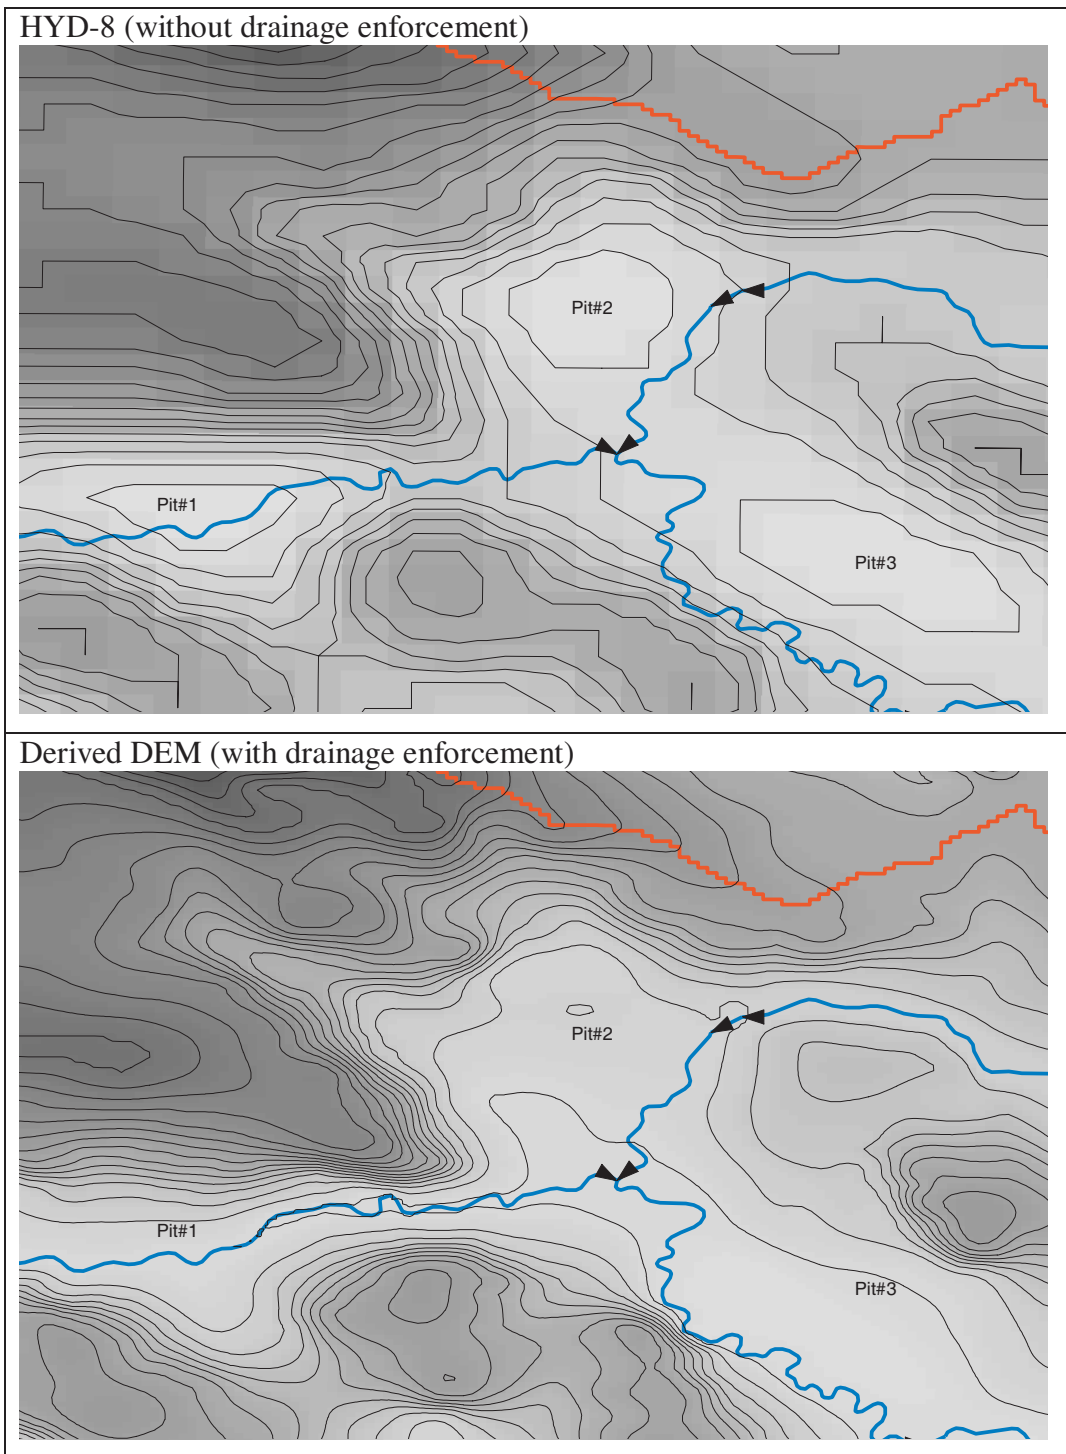 HYD-8 (without drainage enforcement)
Pit#2
Pit#1
Pit#3
Derived DEM (with drainage enforcement)
Pit#2
Pit#1
Pit#3